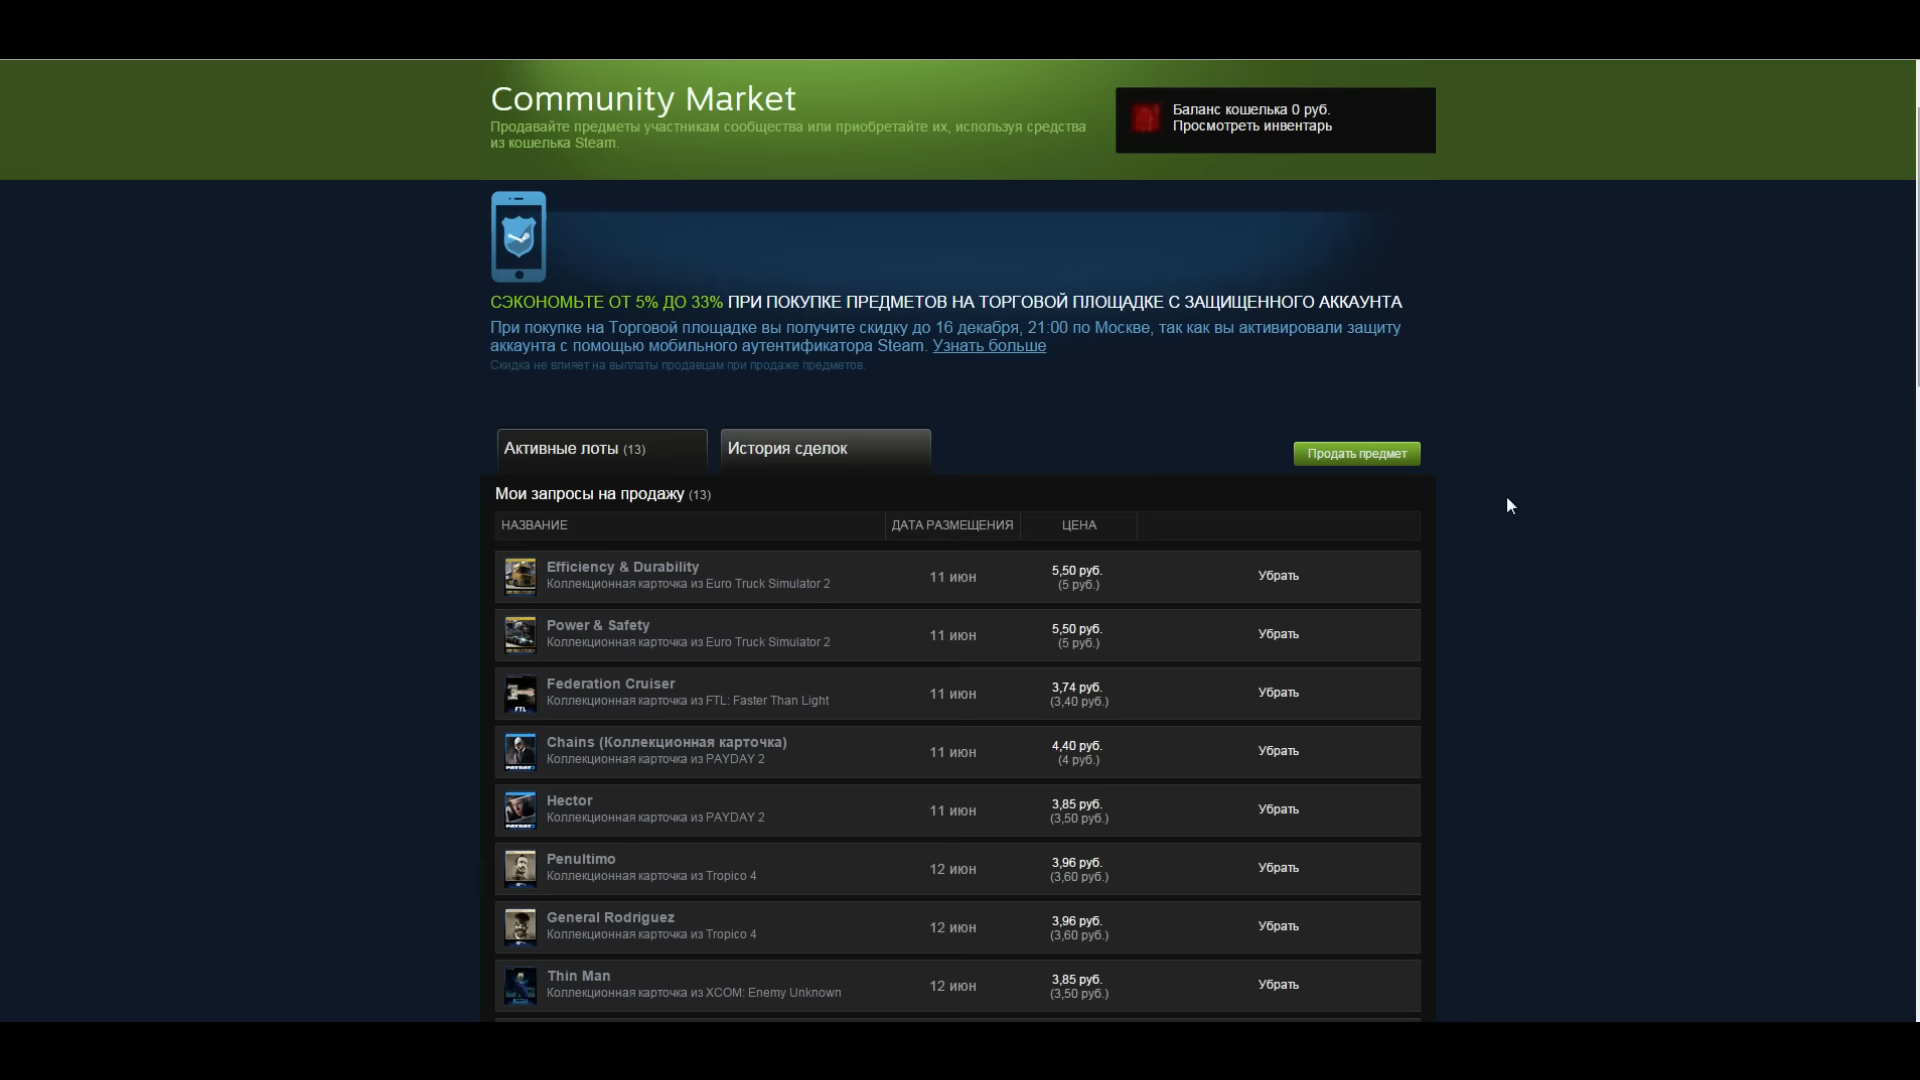 Community Market
Продавайте предметы участникам сообщества или приобретайте их, используя средства
из кошелька Steam.
Баланс кошелька 0 руб.
Просмотреть инвентарь
СЭКОНОМЬТЕ ОТ 5% ДО 33% ПРИ ПОКУПКЕ ПРЕДМЕТОВ НА ТОРГОВОЙ ПЛОЩАДКЕ С ЗАЩИЩЕННОГО АККАУНТА
При покупке на Торговой площадке вы получите скидку до 16 декабря, 21:00 по Москве, так как вы активировали защиту
аккаунта с помощью мобильного аутентификатора Steam. Узнать больше
Скидка не влияет на выплаты продавцам при продаже предметов.
Активные лоты (13)
История сделок
Продать предмет
Мои запросы на продажу (13)
НАЗВАНИЕ ДАТА РАЗМЕЩЕНИЯ ЦЕНА
Efficiency & Durability
Коллекционная карточка из Euro Truck Simulator 2
11 июн
5,50 руб.
(5 руб.)
Убрать
Power & Safety
Коллекционная карточка из Euro Truck Simulator 2
11 июн
5,50 руб.
(5 руб.)
Убрать
Federation Cruiser
Коллекционная карточка из FTL: Faster Than Light
11 июн
3,74 руб.
(3,40 руб.)
Убрать
Chains (Коллекционная карточка)
Коллекционная карточка из PAYDAY 2
11 июн
4,40 руб.
(4 руб.)
Убрать
Hector
Коллекционная карточка из PAYDAY 2
11 июн
3,85 руб.
(3,50 руб.)
Убрать
Penultimo
Коллекционная карточка из Tropico 4
12 июн
3,96 руб.
(3,60 руб.)
Убрать
General Rodriguez
Коллекционная карточка из Tropico 4
12 июн
3,96 руб.
(3,60 руб.)
Убрать
Thin Man
Коллекционная карточка из XCOM: Enemy Unknown
12 июн
3,85 руб.
(3,50 руб.)
Убрать